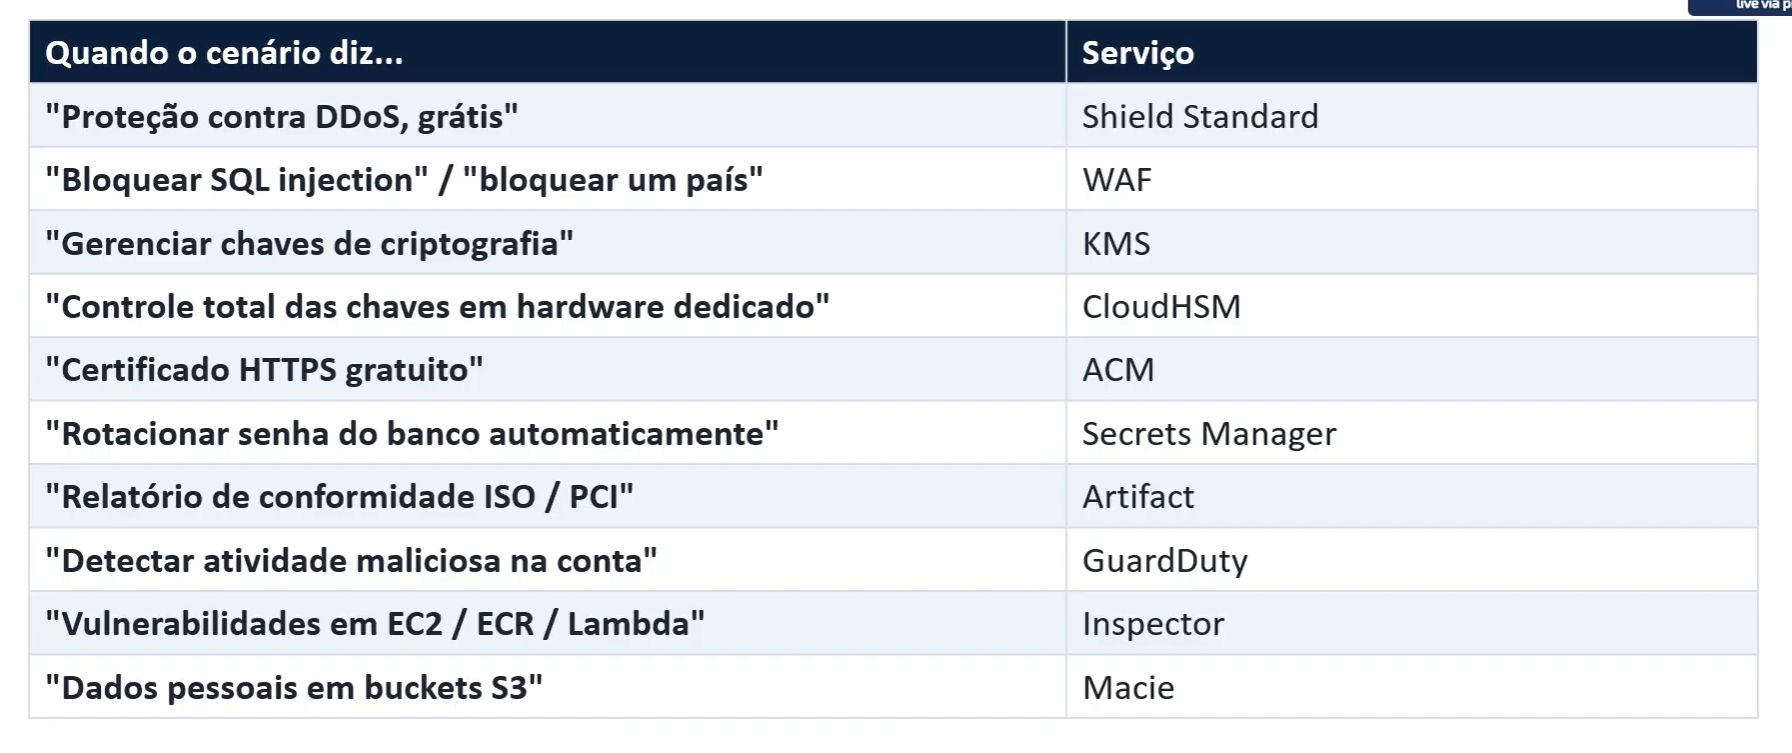 live via p
Quando o cenário diz...
Serviço
"Proteção contra DDoS, grátis"
Shield Standard
"Bloquear SQL injection" / "bloquear um país"
WAF
"Gerenciar chaves de criptografia"
KMS
"Controle total das chaves em hardware dedicado"
CloudHSM
"Certificado HTTPS gratuito"
ACM
"Rotacionar senha do banco automaticamente"
Secrets Manager
"Relatório de conformidade ISO / PCI"
Artifact
"Detectar atividade maliciosa na conta"
GuardDuty
"Vulnerabilidades em EC2 / ECR / Lambda"
Inspector
"Dados pessoais em buckets S3"
Macie